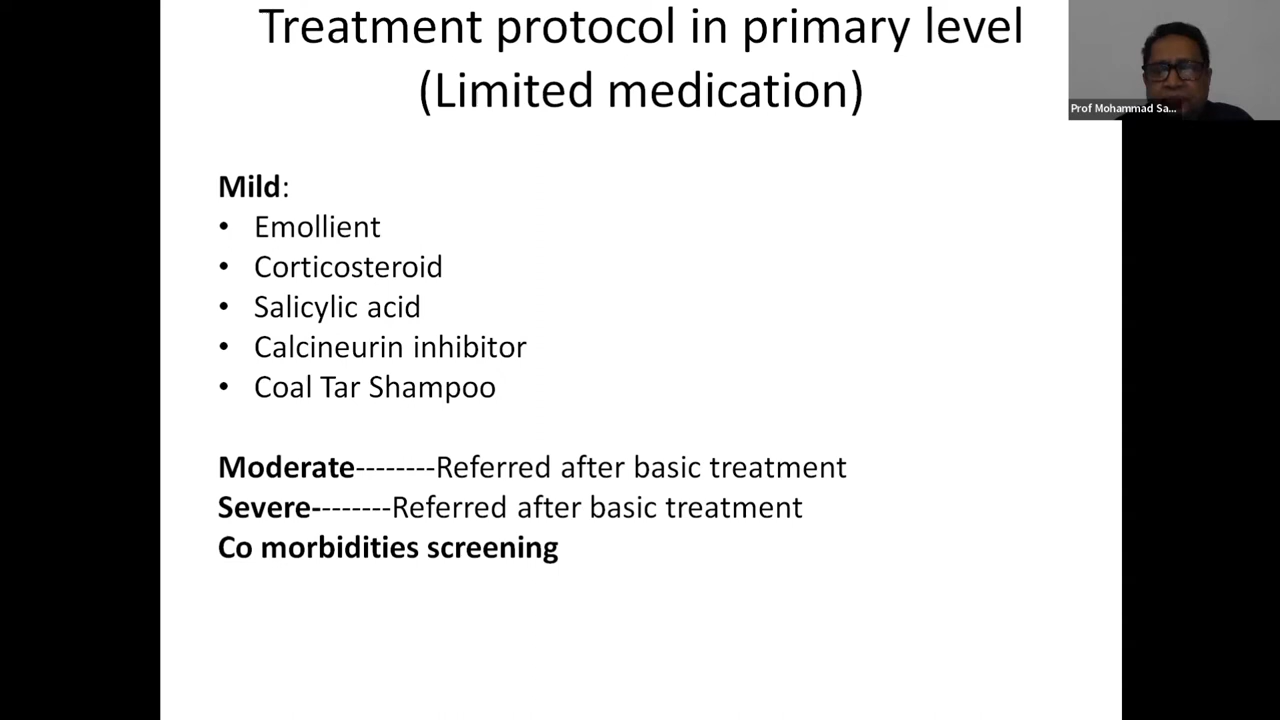 Treatment protocol in primary level
(Limited medication)
Prof Mohammad Sa...
Mild:
• Emollient
• Corticosteroid
• Salicylic acid
• Calcineurin inhibitor
• Coal Tar Shampoo
Moderate--------Referred after basic treatment
Severe--------Referred after basic treatment
Co morbidities screening